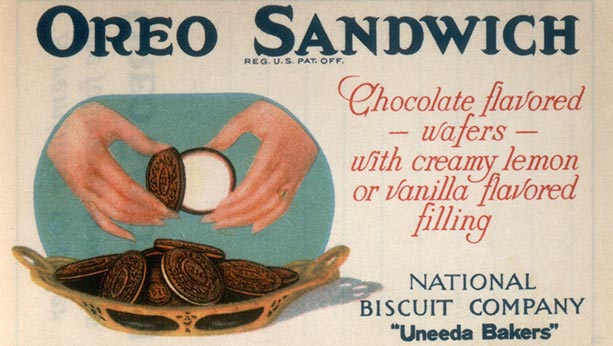 OREO SANDWICH
REG. U.S. PAT. OFF.
Chocolate flavored
— wafers —
with creamy lemon
or vanilla flavored
filling
NATIONAL
BISCUIT COMPANY
"Uneeda Bakers"